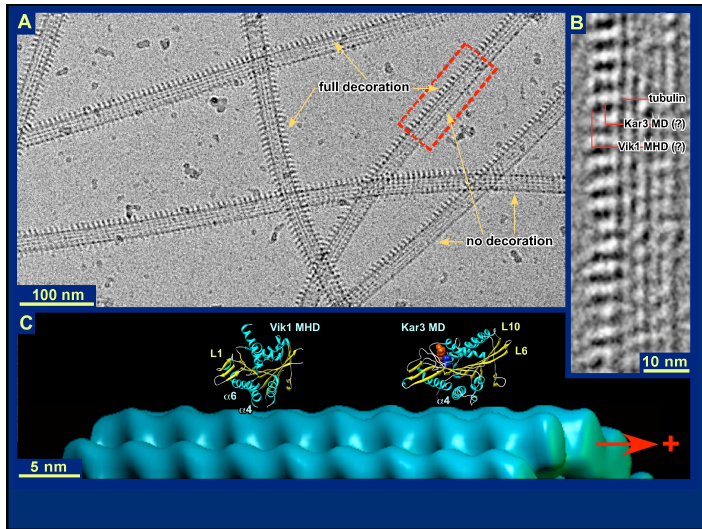 A
full decoration
no decoration
100 nm
B
tubulin
Kar3 MD (?)
Vik1 MHD (?)
10 nm
C
Vik1 MHD
Kar3 MD
L10
L1
L6
α6
α4
α4
+
5 nm